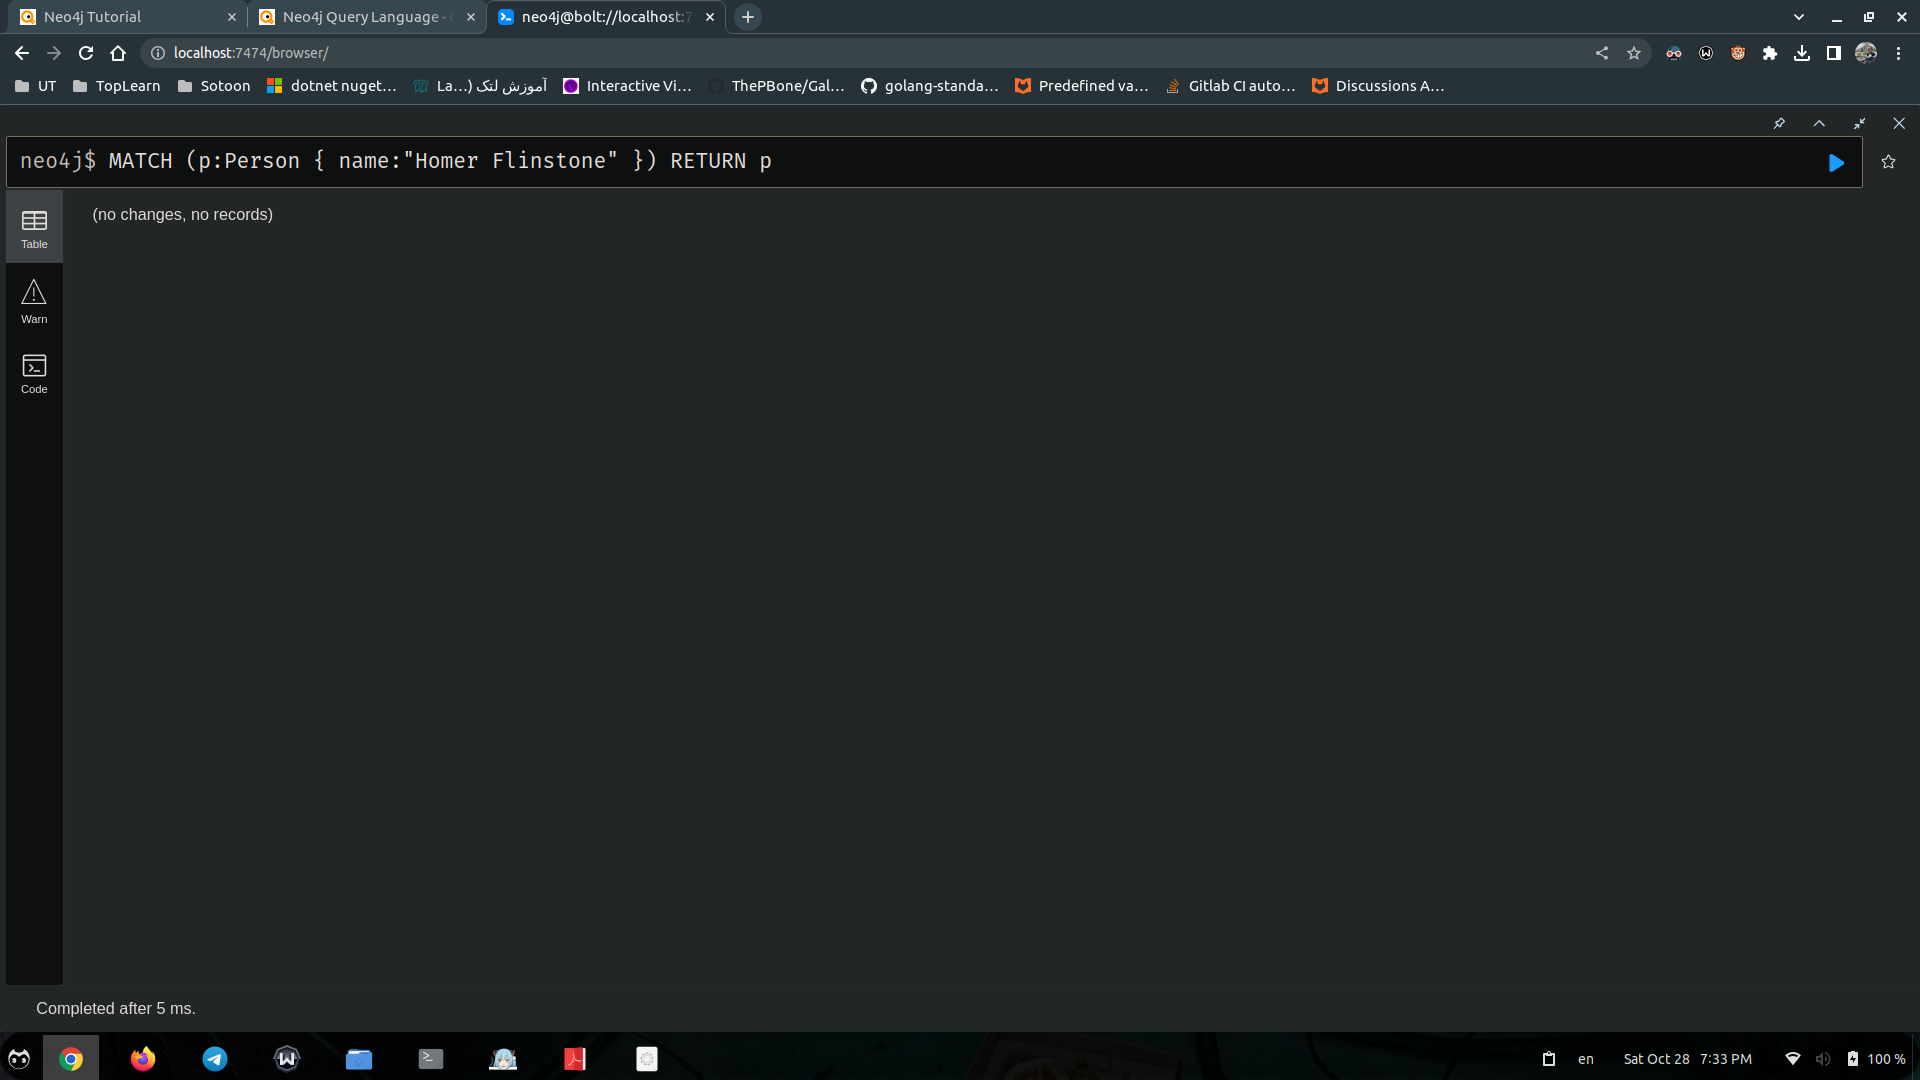 Neo4j Tutorial
Neo4j Query Language -
neo4j@bolt://localhost:7
localhost:7474/browser/
UT
TopLearn
Sotoon
dotnet nuget...
آموزش لتک (...La
Interactive Vi...
ThePBone/Gal...
golang-standa...
Predefined va...
Gitlab CI auto...
Discussions A...
neo4j$ MATCH (p:Person { name:"Homer Flinstone" }) RETURN p
(no changes, no records)
Table
Warn
Code
Completed after 5 ms.
en
Sat Oct 28 7:33 PM
100 %